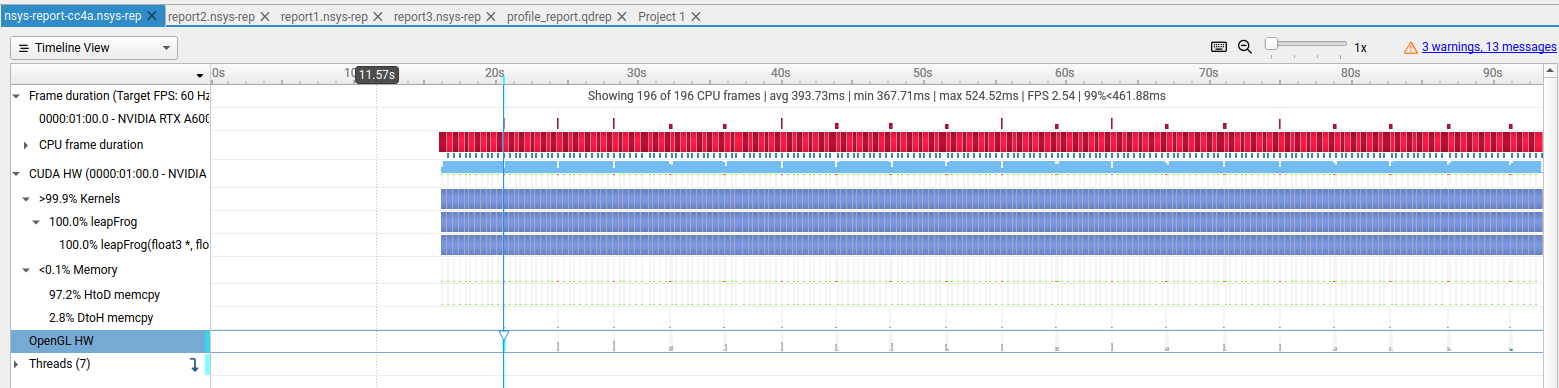 nsys-report-cc4a.nsys-rep report2.nsys-rep report1.nsys-rep report3.nsys-rep profile_report.qdrep Project 1
Timeline View 1x 3 warnings, 13 messages
0s 10 11.57s 20s 30s 40s 50s 60s 70s 80s 90s
Frame duration (Target FPS: 60 Hz Showing 196 of 196 CPU frames | avg 393.73ms | min 367.71ms | max 524.52ms | FPS 2.54 | 99%<461.88ms
0000:01:00.0 - NVIDIA RTX A600
CPU frame duration
CUDA HW (0000:01:00.0 - NVIDIA
>99.9% Kernels
100.0% leapFrog
100.0% leapFrog(float3 *, flo
<0.1% Memory
97.2% HtoD memcpy
2.8% DtoH memcpy
OpenGL HW
Threads (7)